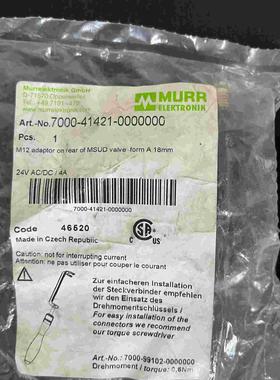 Murrelektronik GmbH
D-71570 Oppenweiler
MURR
ELEKTRONIK
Art.-No. 7000-41421-0000000
Pcs. 1
M12 adaptor on rear of MSUD valve -form A 18mm
24V AC/DC / 4A
7000-41421-0000000
Code 46520
Made in Czech Republic
C SA US
Caution: not for interrupting current
Attention: ne pas utiliser pour couper le courant
Zur einfachen Installation
der Steckverbinder empfehlen
wir den Einsatz des
Drehmomentschlüssels /
For easy installation of the
connectors we recommend
our torque screwdriver
Art.-No.: 7000-99102-0000000
Drehmoment / torque: 0,6Nm